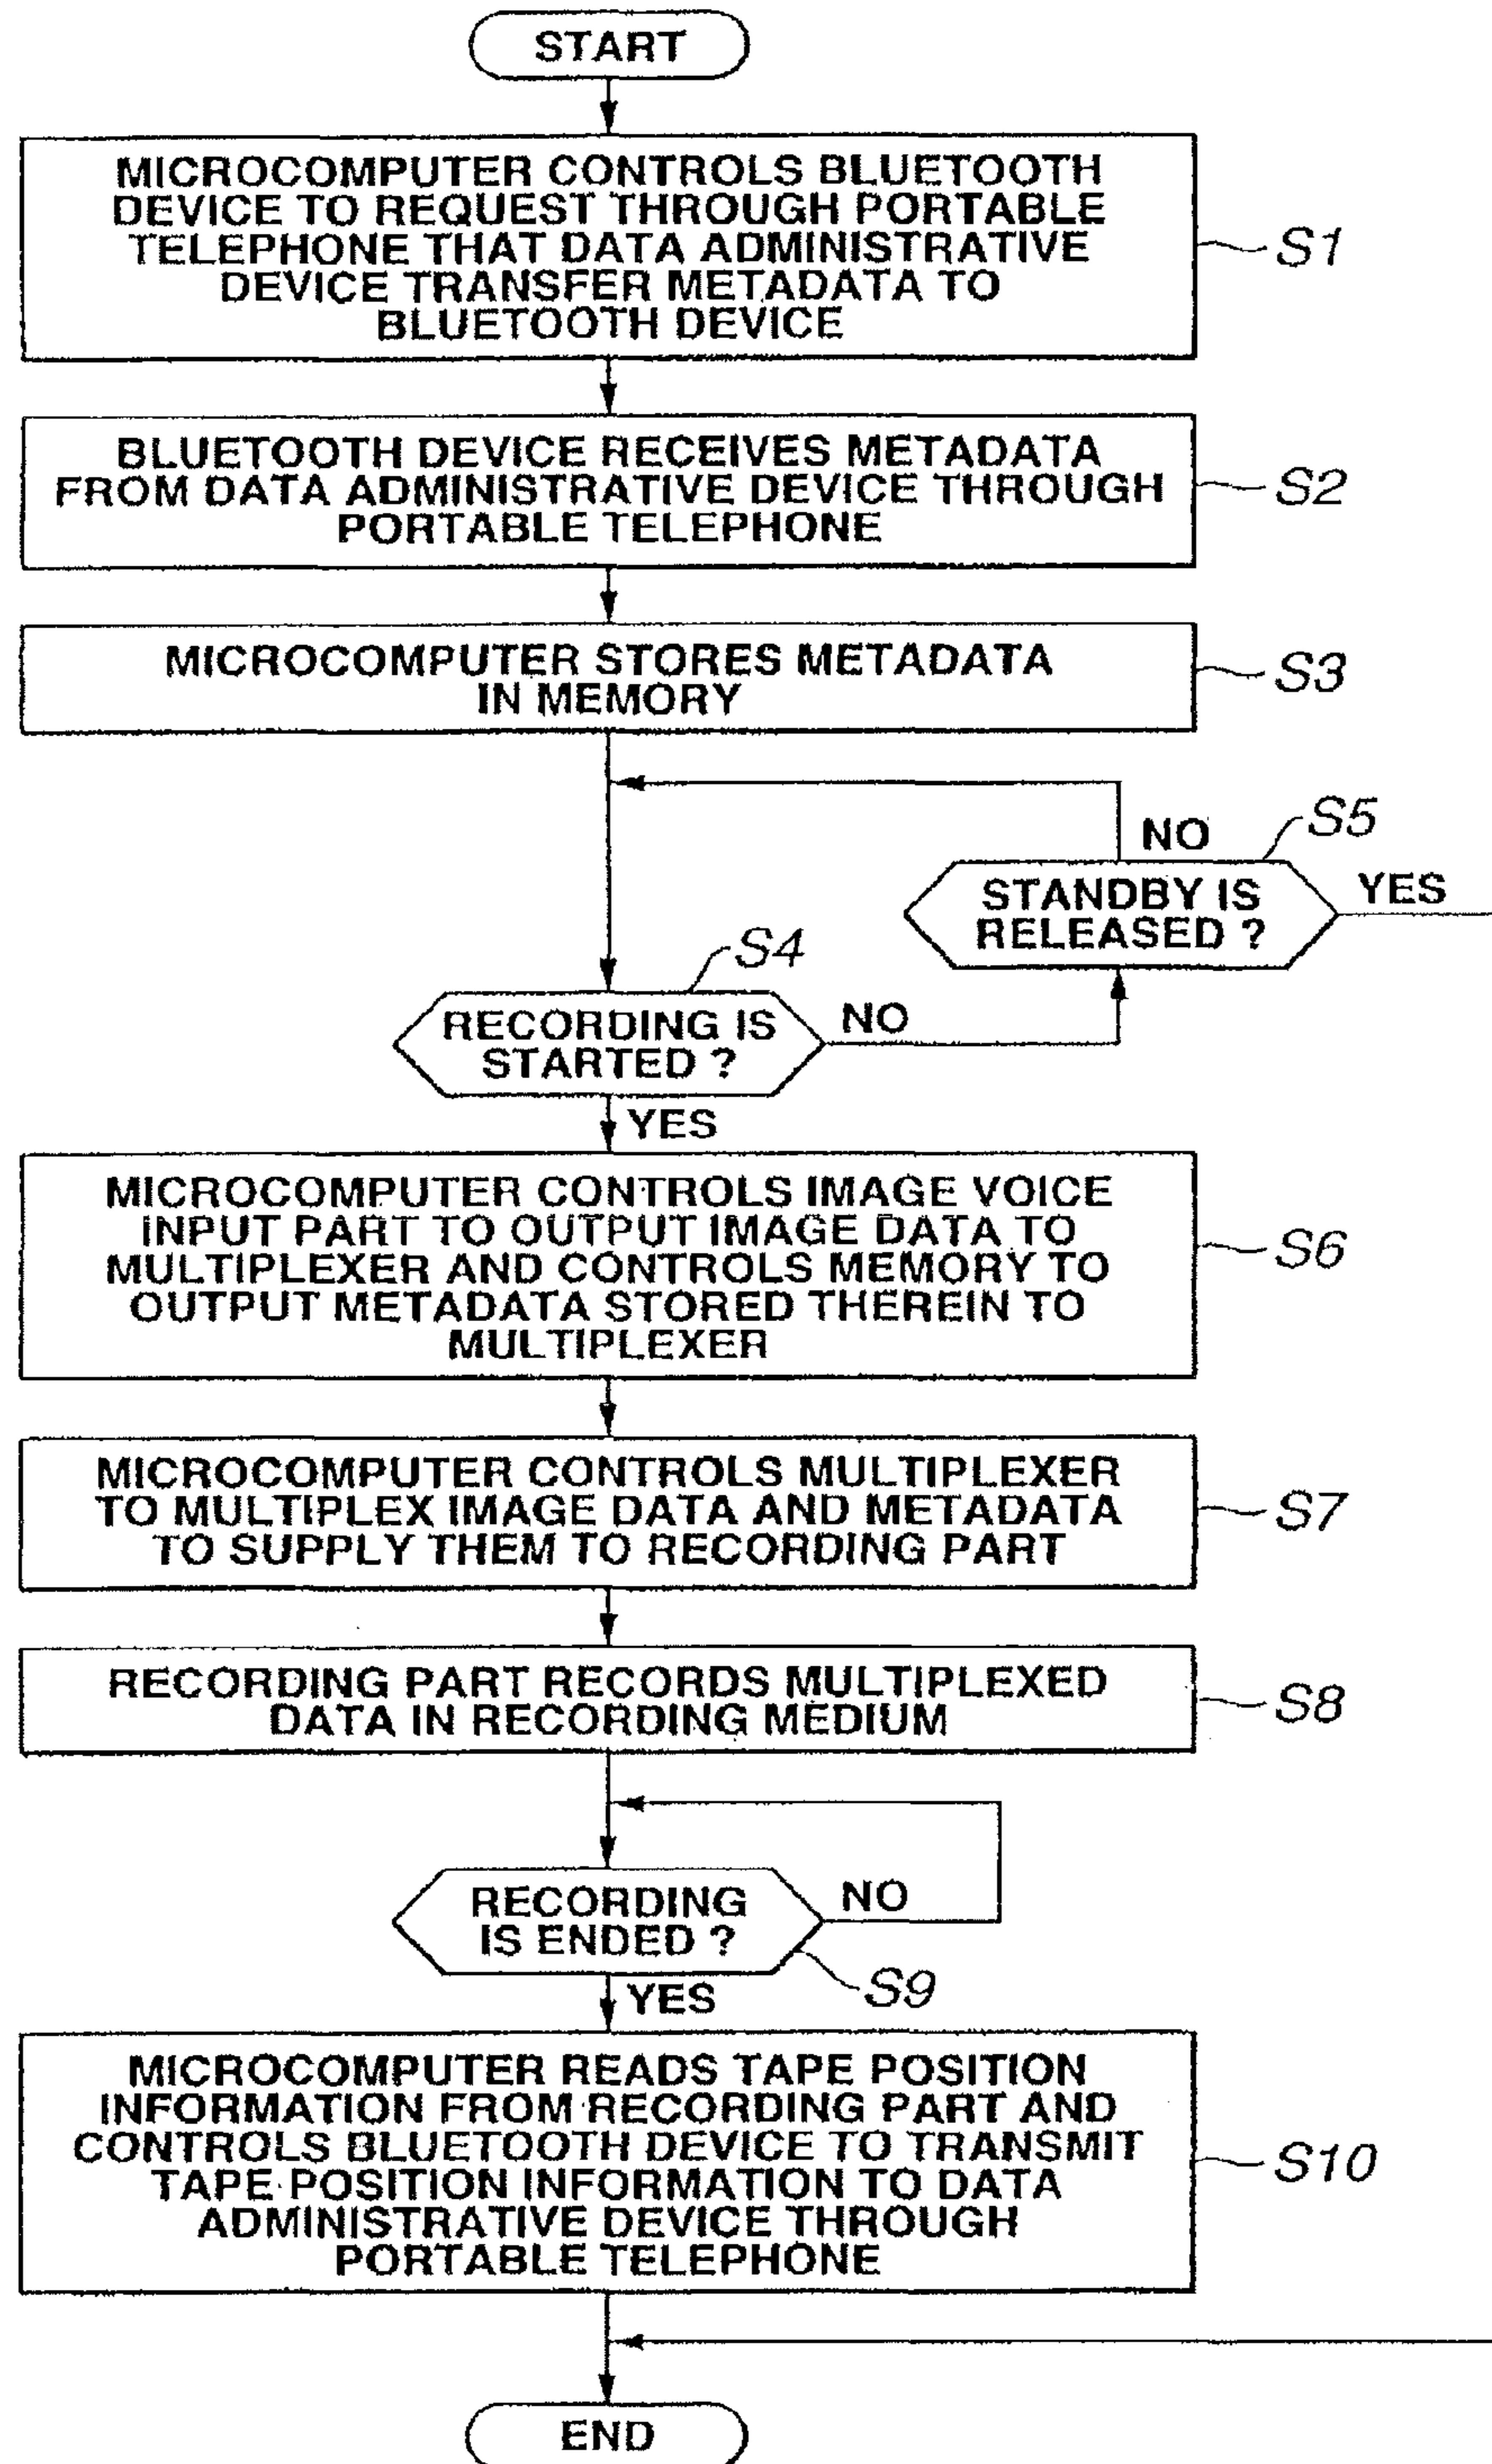 START
MICROCOMPUTER CONTROLS BLUETOOTH
DEVICE TO REQUEST THROUGH PORTABLE
TELEPHONE THAT DATA ADMINISTRATIVE
DEVICE TRANSFER METADATA TO
BLUETOOTH DEVICE
S1
BLUETOOTH DEVICE RECEIVES METADATA
FROM DATA ADMINISTRATIVE DEVICE THROUGH
PORTABLE TELEPHONE
S2
MICROCOMPUTER STORES METADATA
IN MEMORY
S3
S5
NO
STANDBY IS
RELEASED ?
YES
S4
RECORDING IS
STARTED ?
NO
YES
MICROCOMPUTER CONTROLS IMAGE VOICE
INPUT PART TO OUTPUT IMAGE DATA TO
MULTIPLEXER AND CONTROLS MEMORY TO
OUTPUT METADATA STORED THEREIN TO
MULTIPLEXER
S6
MICROCOMPUTER CONTROLS MULTIPLEXER
TO MULTIPLEX IMAGE DATA AND METADATA
TO SUPPLY THEM TO RECORDING PART
S7
RECORDING PART RECORDS MULTIPLEXED
DATA IN RECORDING MEDIUM
S8
RECORDING
IS ENDED ?
NO
S9
YES
MICROCOMPUTER READS TAPE POSITION
INFORMATION FROM RECORDING PART AND
CONTROLS BLUETOOTH DEVICE TO TRANSMIT
TAPE POSITION INFORMATION TO DATA
ADMINISTRATIVE DEVICE THROUGH
PORTABLE TELEPHONE
S10
END